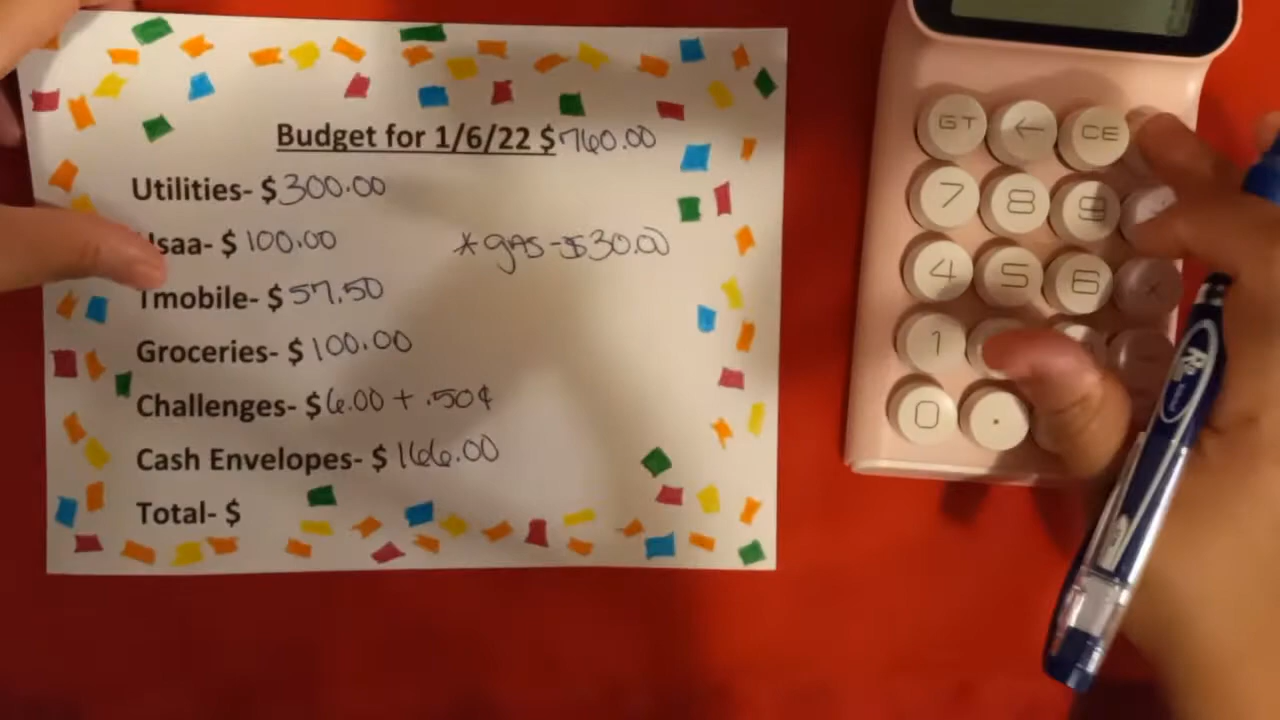 Budget for 1/6/22 $760.00
Utilities- $300.00
Usaa- $100.00
*gas-$30.00
Tmobile- $57.50
Groceries- $100.00
Challenges- $6.00 + .50¢
Cash Envelopes- $166.00
Total- $
GT ← CE
7 8 9
4 5 6
1
0 .